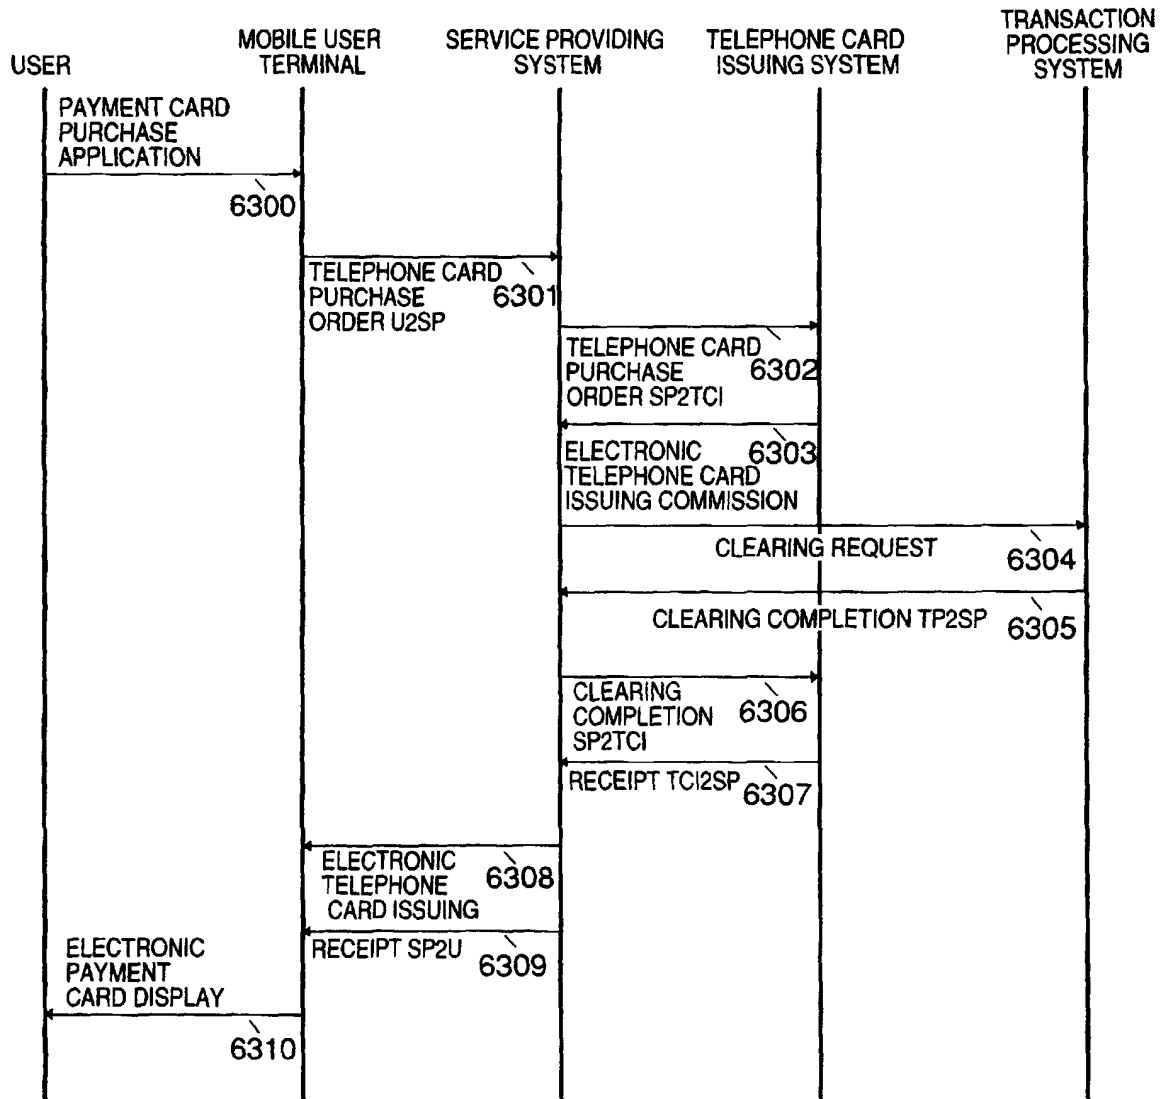 USER
MOBILE USER
TERMINAL
SERVICE PROVIDING
SYSTEM
TELEPHONE CARD
ISSUING SYSTEM
TRANSACTION
PROCESSING
SYSTEM
PAYMENT CARD
PURCHASE
APPLICATION
6300
TELEPHONE CARD
PURCHASE
ORDER U2SP
6301
TELEPHONE CARD
PURCHASE
ORDER SP2TCI
6302
ELECTRONIC
TELEPHONE CARD
ISSUING COMMISSION
6303
CLEARING REQUEST
6304
CLEARING COMPLETION TP2SP
6305
CLEARING
COMPLETION
SP2TCI
6306
RECEIPT TCI2SP
6307
ELECTRONIC
TELEPHONE
CARD ISSUING
6308
RECEIPT SP2U
6309
ELECTRONIC
PAYMENT
CARD DISPLAY
6310